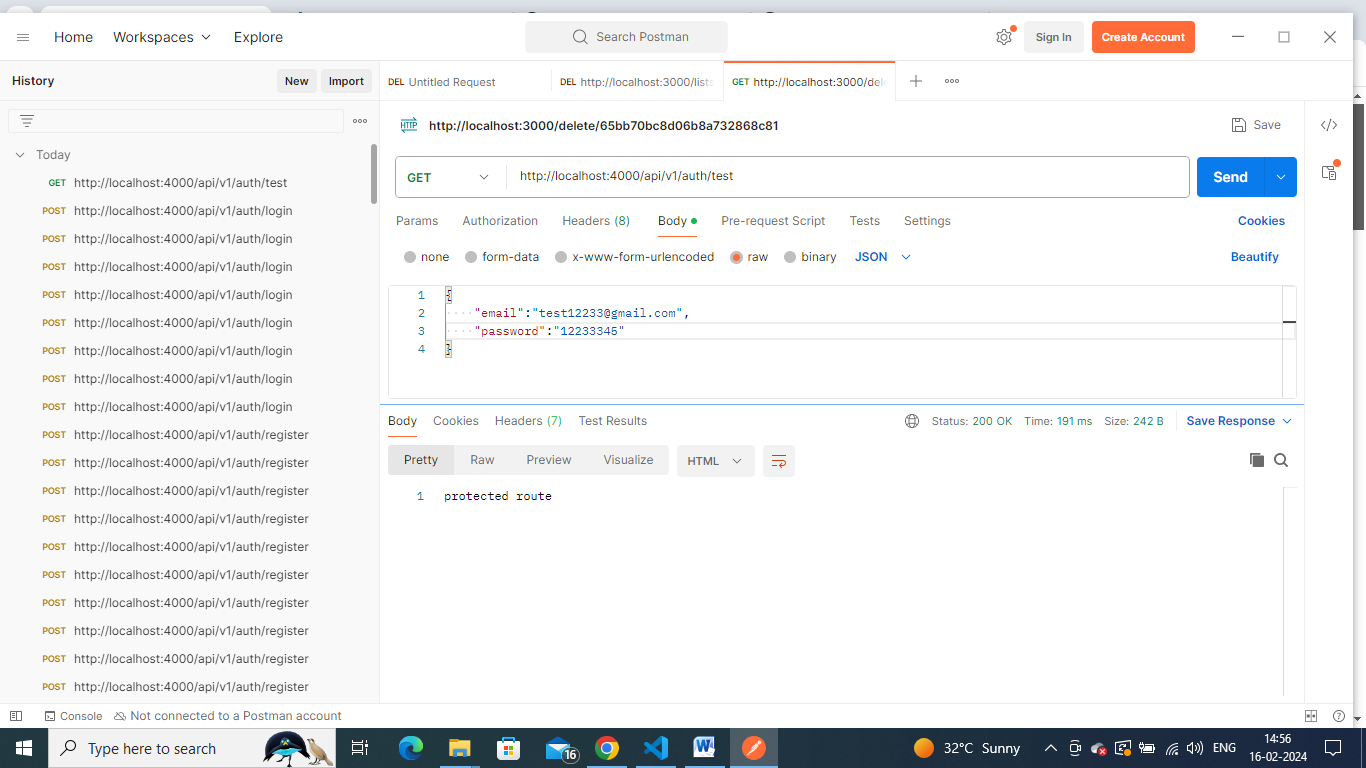 Home Workspaces Explore Search Postman Sign In Create Account
History New Import DEL Untitled Request DEL http://localhost:3000/lists GET http://localhost:3000/del
HTTP http://localhost:3000/delete/65bb70bc8d06b8a732868c81 Save
Today
GET http://localhost:4000/api/v1/auth/test Send
Params Authorization Headers (8) Body Pre-request Script Tests Settings Cookies
none form-data x-www-form-urlencoded raw binary JSON Beautify
1 {
2 "email":"test12233@gmail.com",
3 "password":"12233345"
4 }
GET http://localhost:4000/api/v1/auth/test
POST http://localhost:4000/api/v1/auth/login
POST http://localhost:4000/api/v1/auth/login
POST http://localhost:4000/api/v1/auth/login
POST http://localhost:4000/api/v1/auth/login
POST http://localhost:4000/api/v1/auth/login
POST http://localhost:4000/api/v1/auth/login
POST http://localhost:4000/api/v1/auth/login
POST http://localhost:4000/api/v1/auth/login
POST http://localhost:4000/api/v1/auth/register
POST http://localhost:4000/api/v1/auth/register
POST http://localhost:4000/api/v1/auth/register
POST http://localhost:4000/api/v1/auth/register
POST http://localhost:4000/api/v1/auth/register
POST http://localhost:4000/api/v1/auth/register
POST http://localhost:4000/api/v1/auth/register
POST http://localhost:4000/api/v1/auth/register
POST http://localhost:4000/api/v1/auth/register
POST http://localhost:4000/api/v1/auth/register
Body Cookies Headers (7) Test Results Status: 200 OK Time: 191 ms Size: 242 B Save Response
Pretty Raw Preview Visualize HTML
1 protected route
Console Not connected to a Postman account
Type here to search 16 32°C Sunny ENG 14:56
16-02-2024